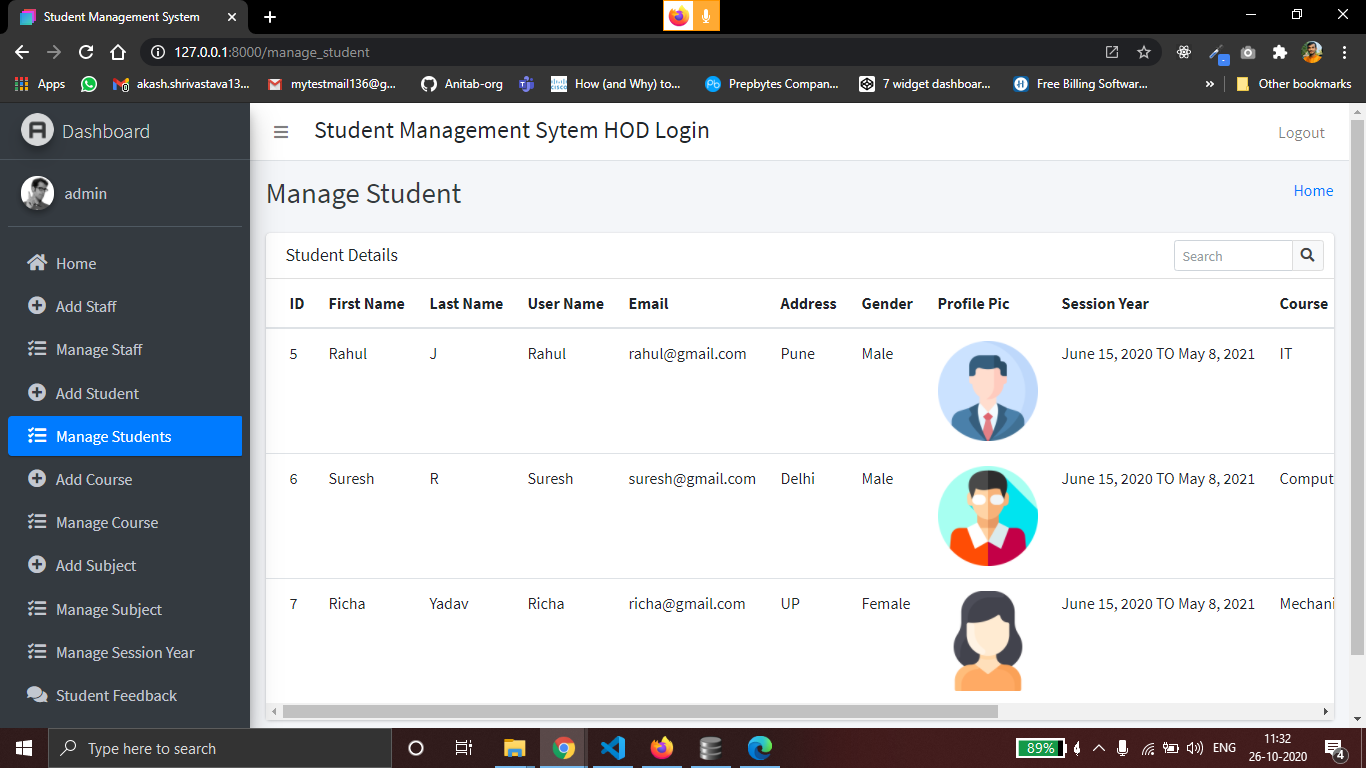 Student Management System
127.0.0.1:8000/manage_student
Apps akash.shrivastava13... mytestmail136@g... Anitab-org How (and Why) to... Prepbytes Compan... 7 widget dashboar... Free Billing Softwar... » Other bookmarks
Dashboard
Student Management Sytem HOD Login
Logout
admin
Manage Student
Home
Home
Add Staff
Manage Staff
Add Student
Manage Students
Add Course
Manage Course
Add Subject
Manage Subject
Manage Session Year
Student Feedback
Student Details
Search
ID First Name Last Name User Name Email Address Gender Profile Pic Session Year Course
5 Rahul J Rahul rahul@gmail.com Pune Male June 15, 2020 TO May 8, 2021 IT
6 Suresh R Suresh suresh@gmail.com Delhi Male June 15, 2020 TO May 8, 2021 Comput
7 Richa Yadav Richa richa@gmail.com UP Female June 15, 2020 TO May 8, 2021 Mechani
Type here to search
89%
ENG
11:32
26-10-2020
4